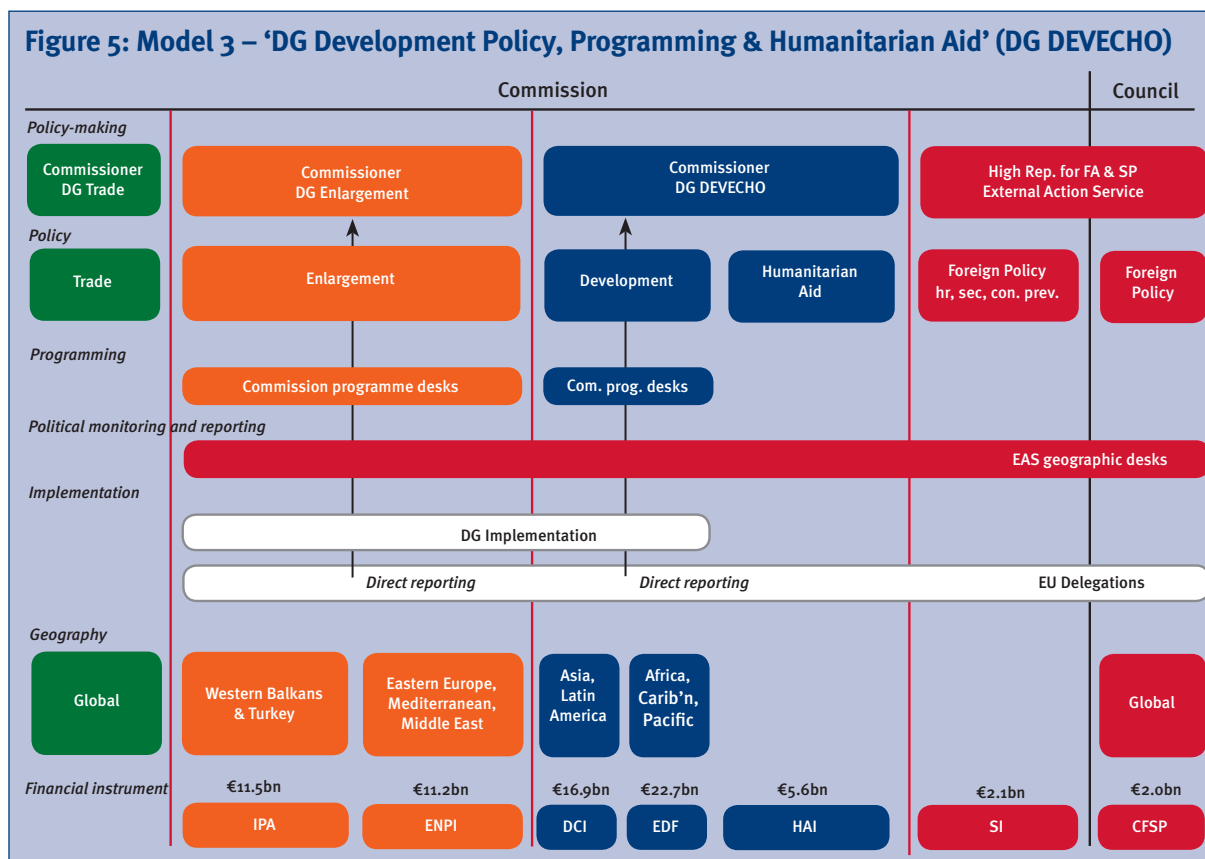 Figure 5: Model 3 – ‘DG Development Policy, Programming & Humanitarian Aid’ (DG DEVECHO)
Commission
Council
Policy-making
Commissioner
DG Trade
Commissioner
DG Enlargement
Commissioner
DG DEVECHO
High Rep. for FA & SP
External Action Service
Policy
Trade
Enlargement
Development
Humanitarian
Aid
Foreign Policy
hr, sec, con. prev.
Foreign
Policy
Programming
Commission programme desks
Com. prog. desks
Political monitoring and reporting
EAS geographic desks
Implementation
DG Implementation
Direct reporting
Direct reporting
EU Delegations
Geography
Global
Western Balkans
& Turkey
Eastern Europe,
Mediterranean,
Middle East
Asia,
Latin
America
Africa,
Carib’n,
Pacific
Global
Financial instrument
€11.5bn
€11.2bn
€16.9bn
€22.7bn
€5.6bn
€2.1bn
€2.0bn
IPA
ENPI
DCI
EDF
HAI
SI
CFSP